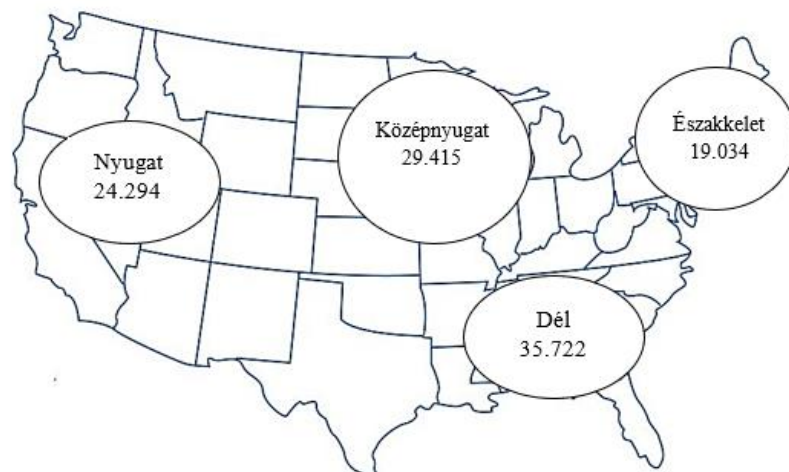 Nyugat
24.294
Középnyugat
29.415
Északkelet
19.034
Dél
35.722